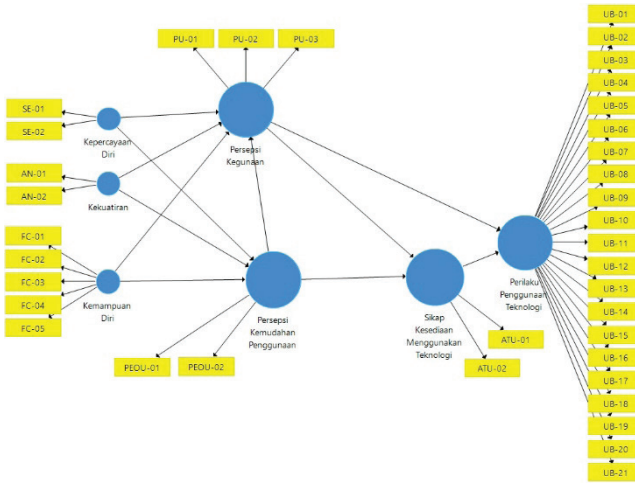 PU-01
PU-02
PU-03
SE-01
SE-02
AN-01
AN-02
FC-01
FC-02
FC-03
FC-04
FC-05
Kepercayaan
Diri
Kekuatiran
Kemampuan
Diri
Persepsi
Kegunaan
Persepsi
Kemudahan
Penggunaan
PEOU-01
PEOU-02
Sikap
Kesediaan
Menggunakan
Teknologi
ATU-01
ATU-02
Perilaku
Penggunaan
Teknologi
UB-01
UB-02
UB-03
UB-04
UB-05
UB-06
UB-07
UB-08
UB-09
UB-10
UB-11
UB-12
UB-13
UB-14
UB-15
UB-16
UB-17
UB-18
UB-19
UB-20
UB-21